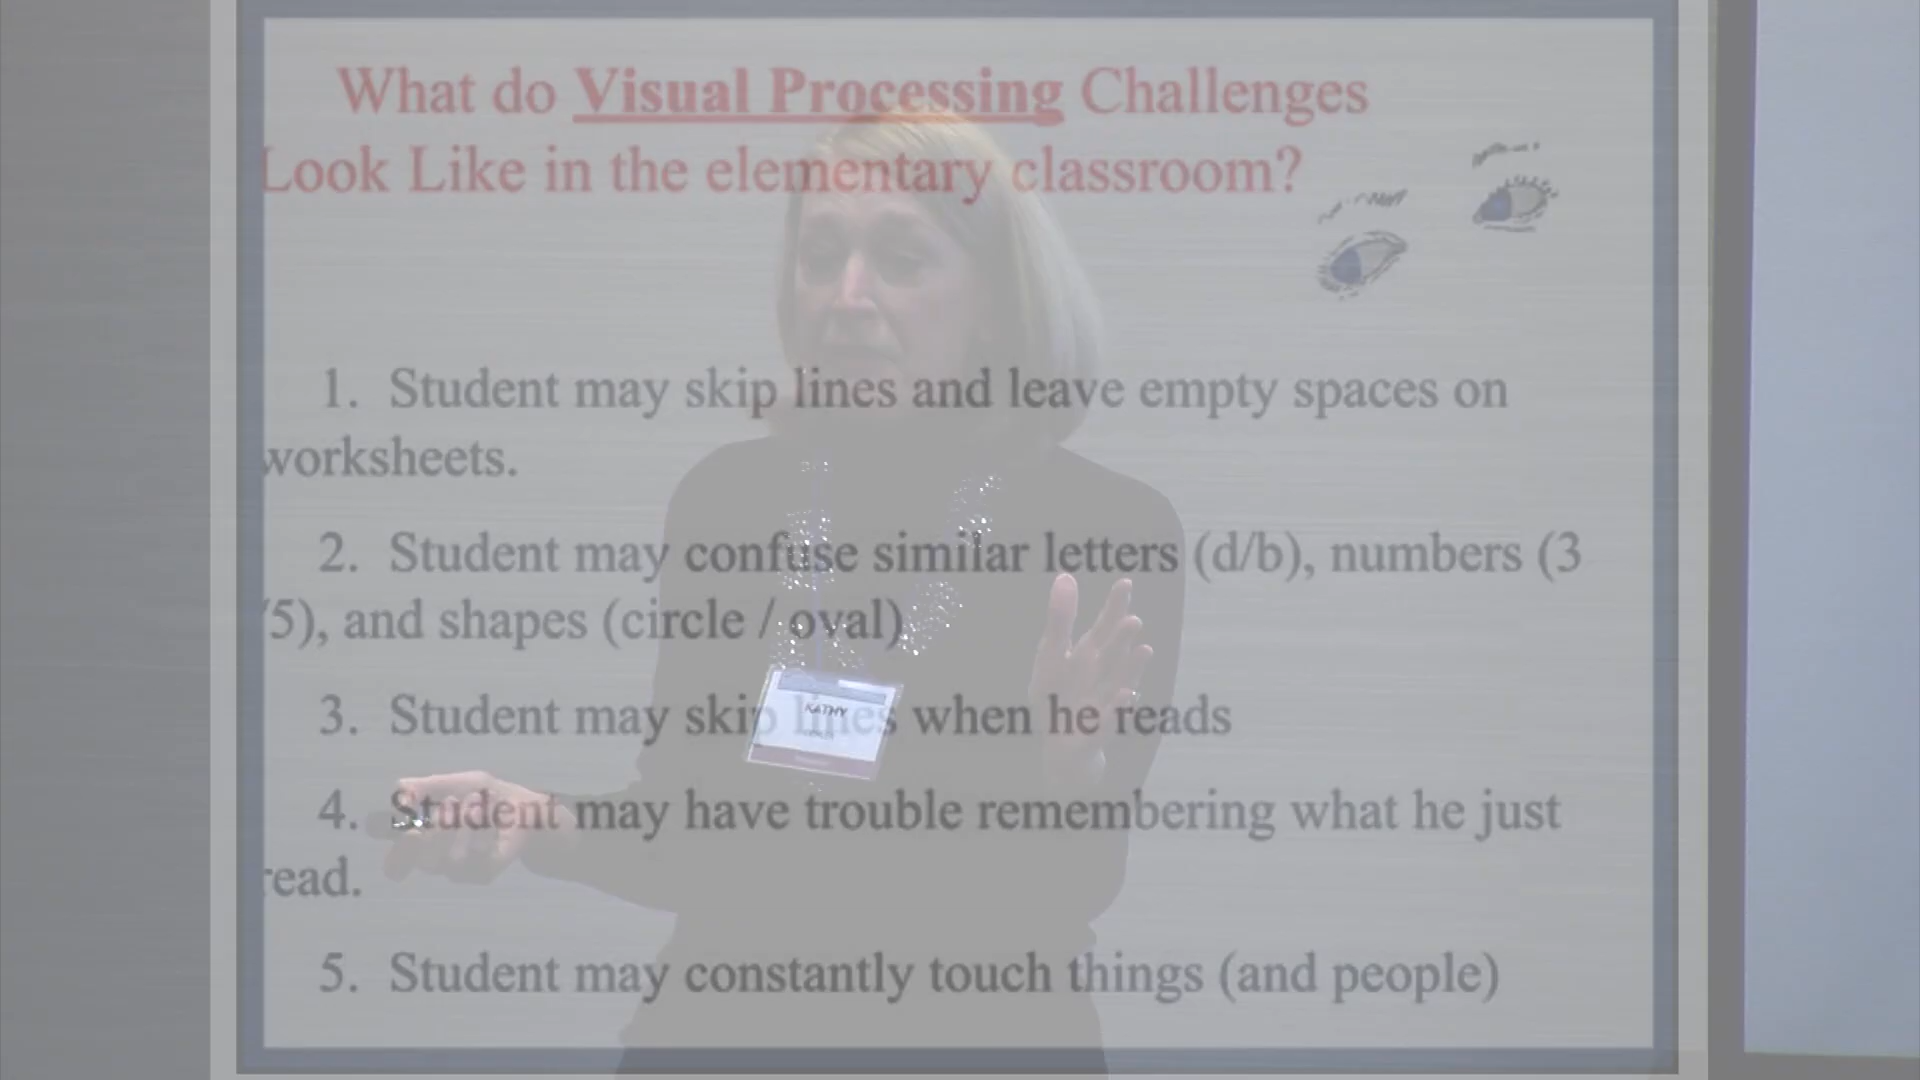 What do Visual Processing Challenges
Look Like in the elementary classroom?
1. Student may skip lines and leave empty spaces on
worksheets.
2. Student may confuse similar letters (d/b), numbers (3
/5), and shapes (circle / oval)
3. Student may skip lines when he reads
4. Student may have trouble remembering what he just
read.
5. Student may constantly touch things (and people)
KATHY